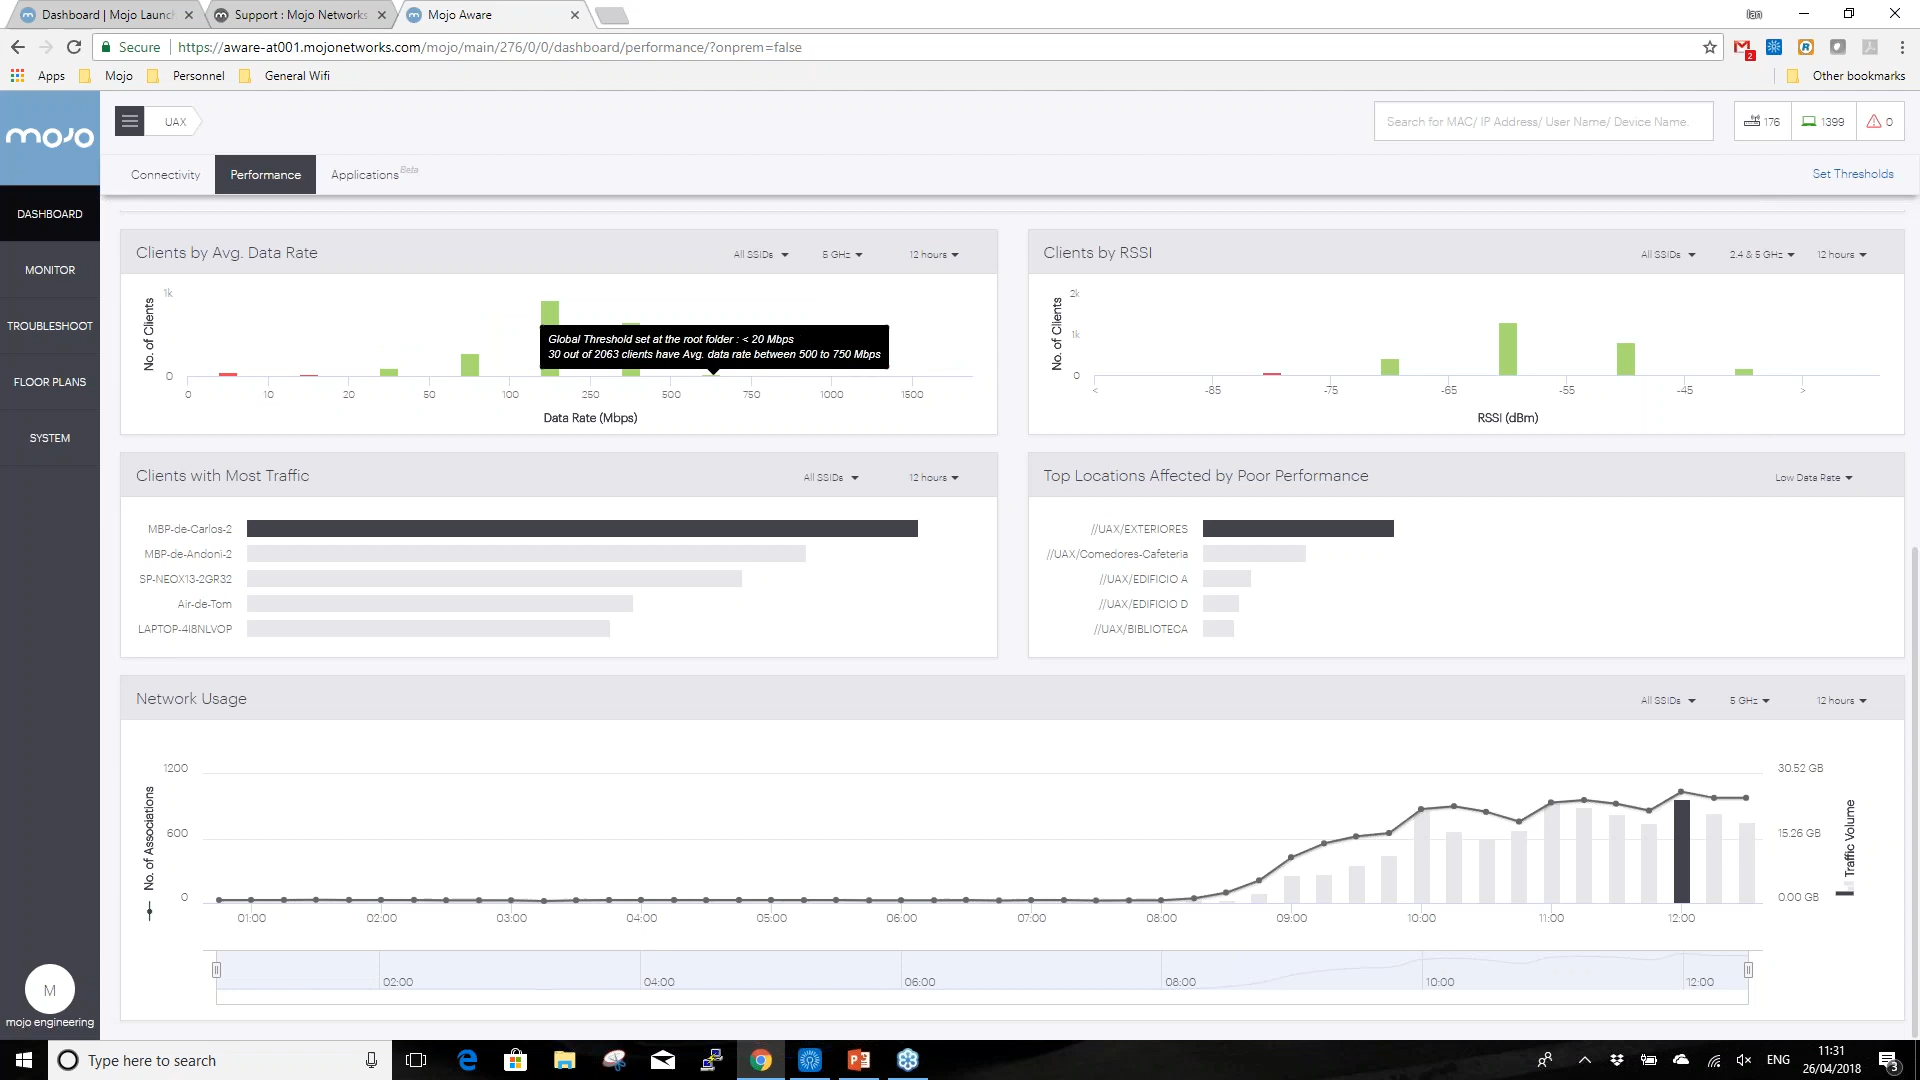 Dashboard | Mojo Launch
Support : Mojo Networks
Mojo Aware
Ian
Secure
https://aware-at001.mojonetworks.com/mojo/main/276/0/0/dashboard/performance/?onprem=false
2
Apps
Mojo
Personnel
General Wifi
Other bookmarks
mojo
UAX
Search for MAC/ IP Address/ User Name/ Device Name.
176
1399
0
Connectivity
Performance
Applications Beta
Set Thresholds
DASHBOARD
MONITOR
TROUBLESHOOT
FLOOR PLANS
SYSTEM
M
mojo engineering
Clients by Avg. Data Rate
All SSIDs
5 GHz
12 hours
No. of Clients
1k
0
Global Threshold set at the root folder : < 20 Mbps
30 out of 2063 clients have Avg. data rate between 500 to 750 Mbps
0 10 20 50 100 250 500 750 1000 1500
Data Rate (Mbps)
Clients by RSSI
All SSIDs
2.4 & 5 GHz
12 hours
No. of Clients
2k
1k
0
< -85 -75 -65 -55 -45 >
RSSI (dBm)
Clients with Most Traffic
All SSIDs
12 hours
MBP-de-Carlos-2
MBP-de-Andoni-2
SP-NEOX13-2GR32
Air-de-Tom
LAPTOP-4I8NLVOP
Top Locations Affected by Poor Performance
Low Data Rate
//UAX/EXTERIORES
//UAX/Comedores-Cafeteria
//UAX/EDIFICIO A
//UAX/EDIFICIO D
//UAX/BIBLIOTECA
Network Usage
All SSIDs
5 GHz
12 hours
No. of Associations
1200
600
0
30.52 GB
15.26 GB
0.00 GB
Traffic Volume
01:00 02:00 03:00 04:00 05:00 06:00 07:00 08:00 09:00 10:00 11:00 12:00
02:00 04:00 06:00 08:00 10:00 12:00
Type here to search
ENG
11:31
26/04/2018
3